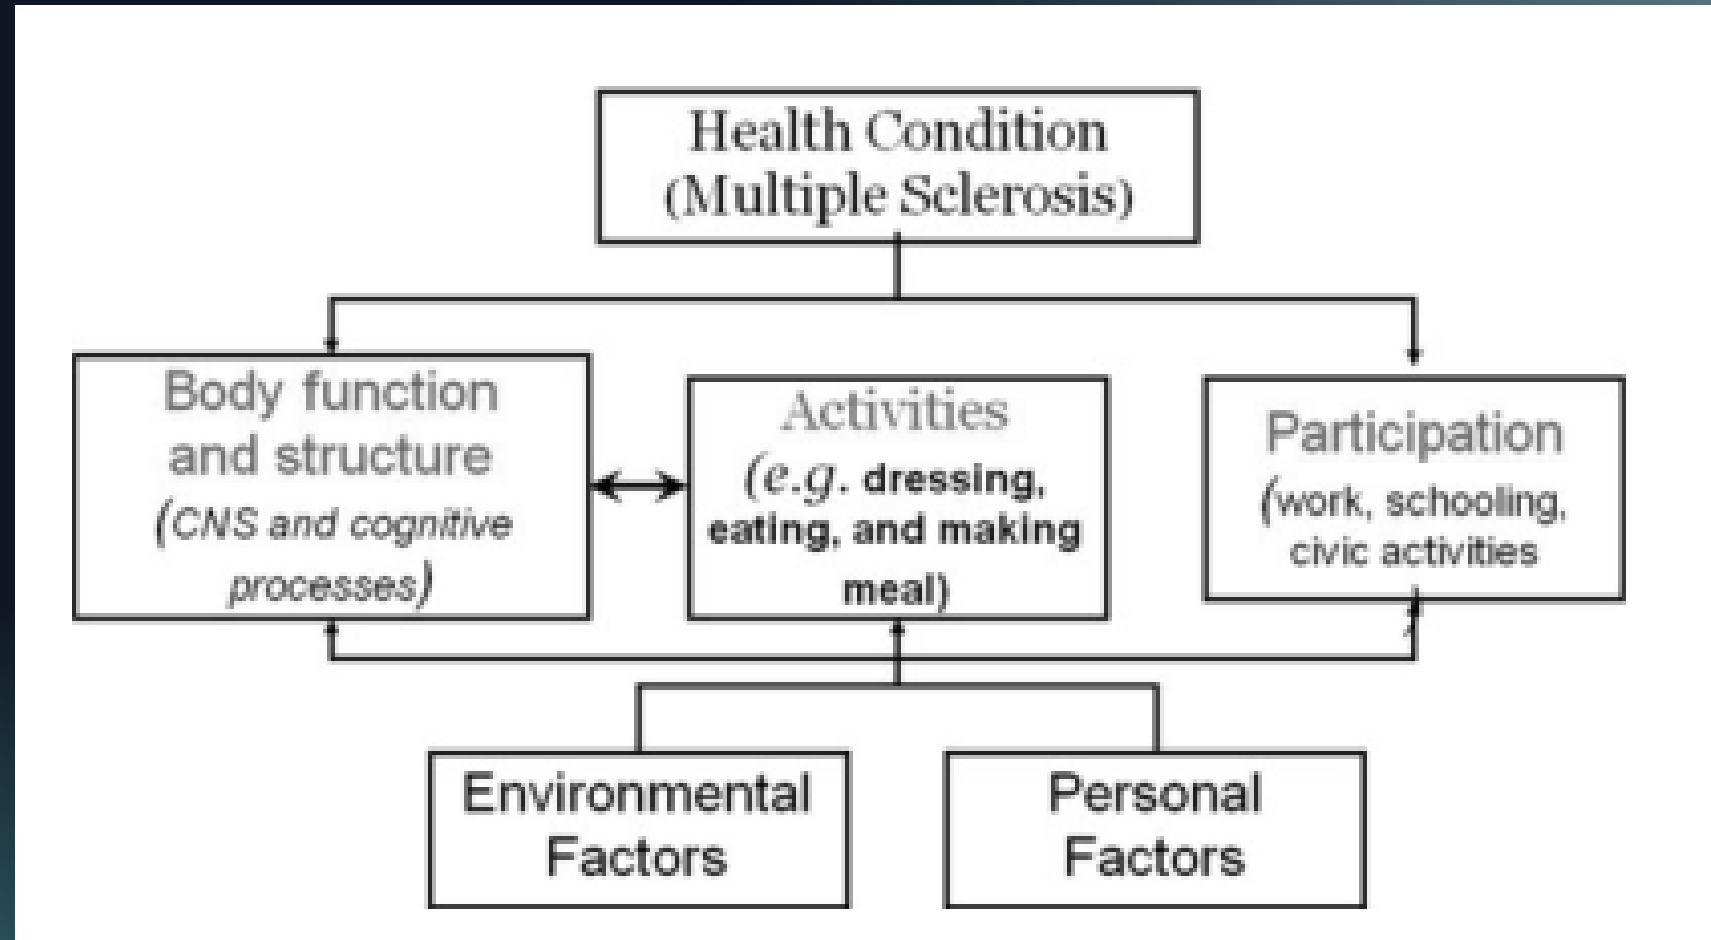 Health Condition
(Multiple Sclerosis)
Body function
and structure
(CNS and cognitive
processes)
Activities
(e.g. dressing,
eating, and making
meal)
Participation
(work, schooling,
civic activities
Environmental
Factors
Personal
Factors